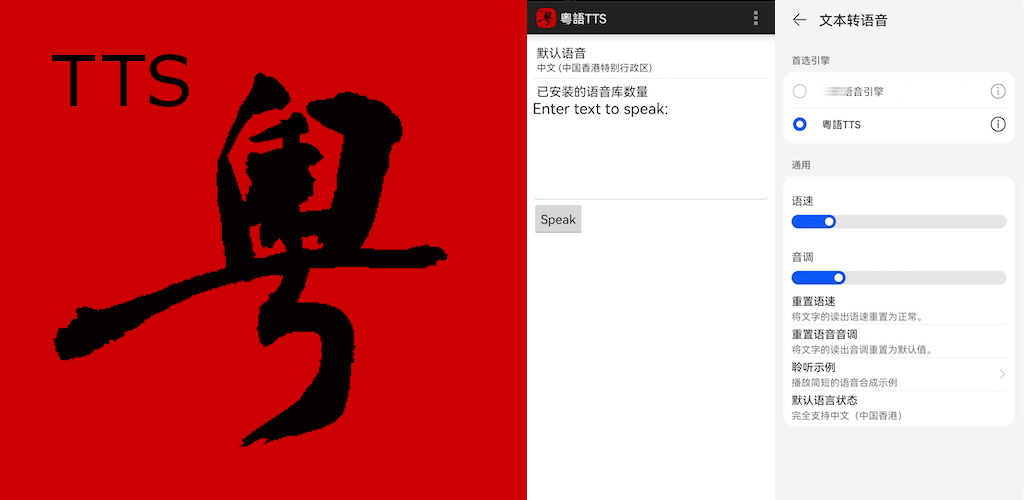 TTS
粵
粵語TTS
默认语音
中文 (中国香港特别行政区)
已安装的语音库数量
Enter text to speak:
Speak
文本转语音
首选引擎
语音引擎
粵語TTS
通用
语速
音调
重置语速
将文字的读出语速重置为正常。
重置语音音调
将文字的读出音调重置为默认值。
聆听示例
播放简短的语音合成示例
默认语言状态
完全支持中文（中国香港）